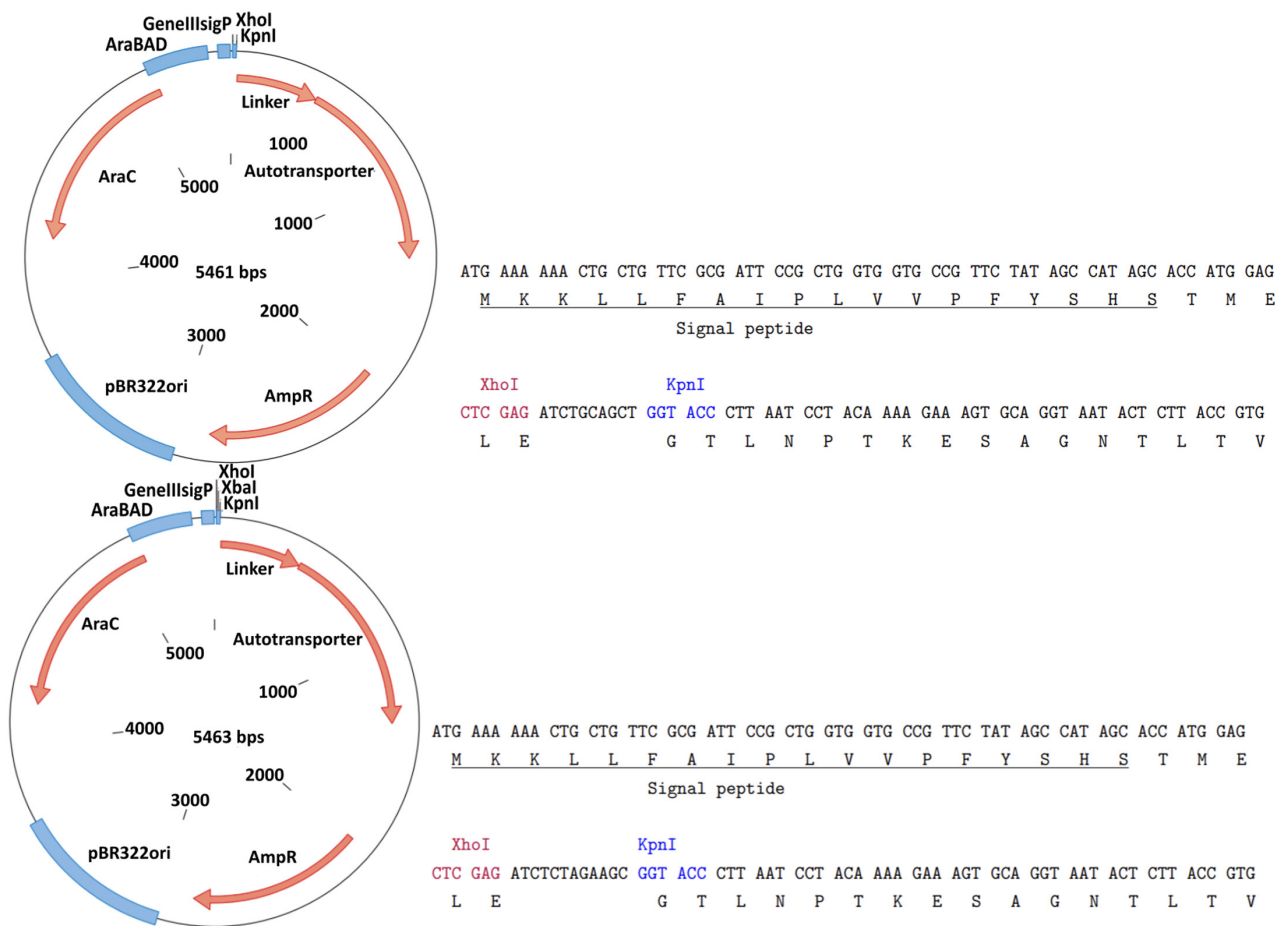 GeneIIIsigP
XhoI
KpnI
AraBAD
Linker
1000
Autotransporter
AraC
5000
1000
4000
5461 bps
2000
3000
pBR322ori
AmpR
ATG AAA AAA CTG CTG TTC GCG ATT CCG CTG GTG GTG CCG TTC TAT AGC CAT AGC ACC ATG GAG
M K K L L F A I P L V V P F Y S H S T M E
Signal peptide
XhoI KpnI
CTC GAG ATCTGCAGCT GGT ACC CTT AAT CCT ACA AAA GAA AGT GCA GGT AAT ACT CTT ACC GTG
L E G T L N P T K E S A G N T L T V
XhoI
GeneIIIsigP
XbaI
KpnI
AraBAD
Linker
AraC
5000
Autotransporter
1000
4000
5463 bps
2000
3000
pBR322ori
AmpR
ATG AAA AAA CTG CTG TTC GCG ATT CCG CTG GTG GTG CCG TTC TAT AGC CAT AGC ACC ATG GAG
M K K L L F A I P L V V P F Y S H S T M E
Signal peptide
XhoI KpnI
CTC GAG ATCTCTAGAAGC GGT ACC CTT AAT CCT ACA AAA GAA AGT GCA GGT AAT ACT CTT ACC GTG
L E G T L N P T K E S A G N T L T V